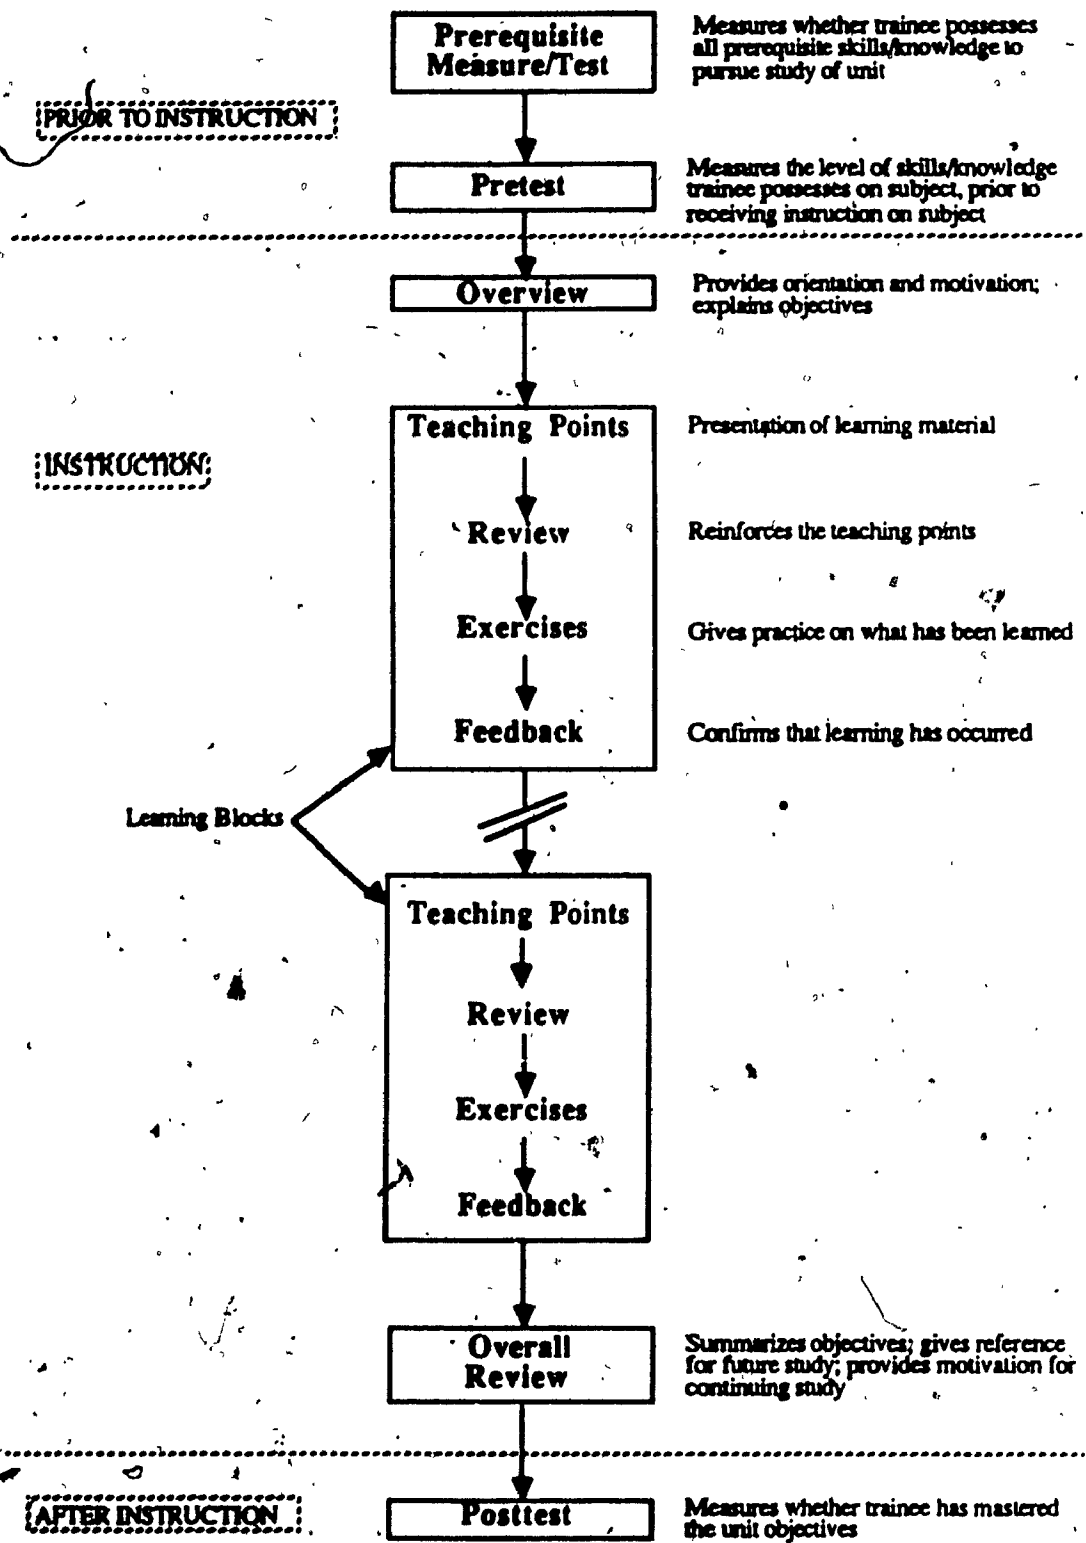 Prerequisite
Measure/Test
Measures whether trainee possesses
all prerequisite skills/knowledge to
pursue study of unit
PRIOR TO INSTRUCTION
Pretest
Measures the level of skills/knowledge
trainee possesses on subject, prior to
receiving instruction on subject
Overview
Provides orientation and motivation;
explains objectives
Teaching Points
Presentation of learning material
INSTRUCTION
Review
Reinforces the teaching points
Exercises
Gives practice on what has been learned
Feedback
Confirms that learning has occurred
Learning Blocks
Teaching Points
Review
Exercises
Feedback
Overall
Review
Summarizes objectives; gives reference
for future study; provides motivation for
continuing study
AFTER INSTRUCTION
Posttest
Measures whether trainee has mastered
the unit objectives